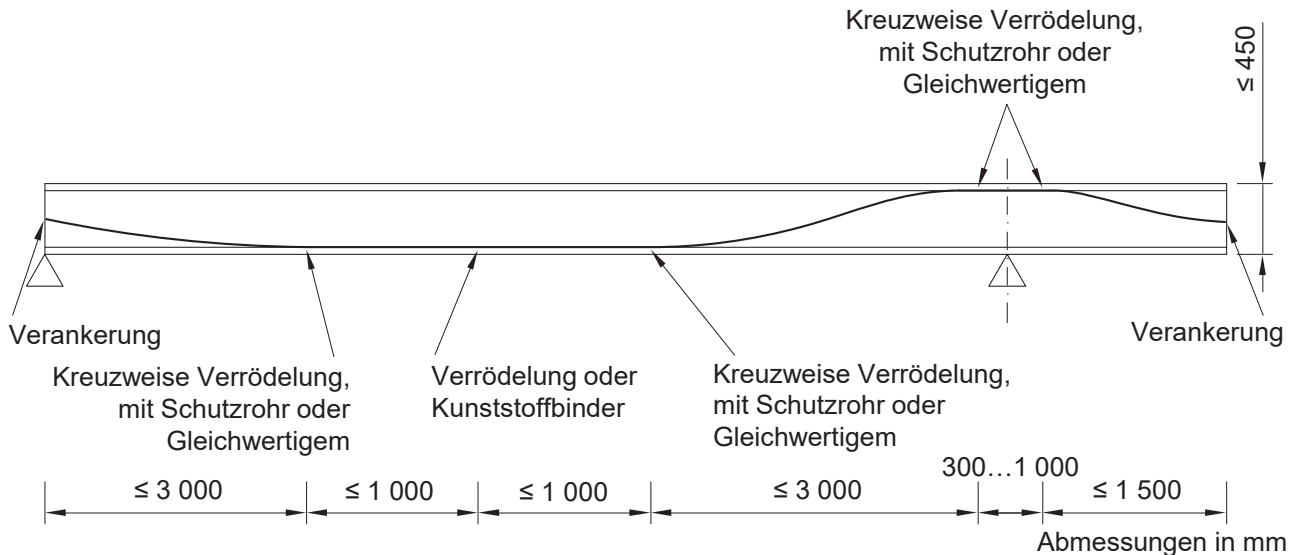 Kreuzweise Verrödelung,
mit Schutzrohr oder
Gleichwertigem
≤ 450
Verankerung
Verankerung
Kreuzweise Verrödelung,
mit Schutzrohr oder
Gleichwertigem
Verrödelung oder
Kunststoffbinder
Kreuzweise Verrödelung,
mit Schutzrohr oder
Gleichwertigem
≤ 3 000
≤ 1 000
≤ 1 000
≤ 3 000
300…1 000
≤ 1 500
Abmessungen in mm